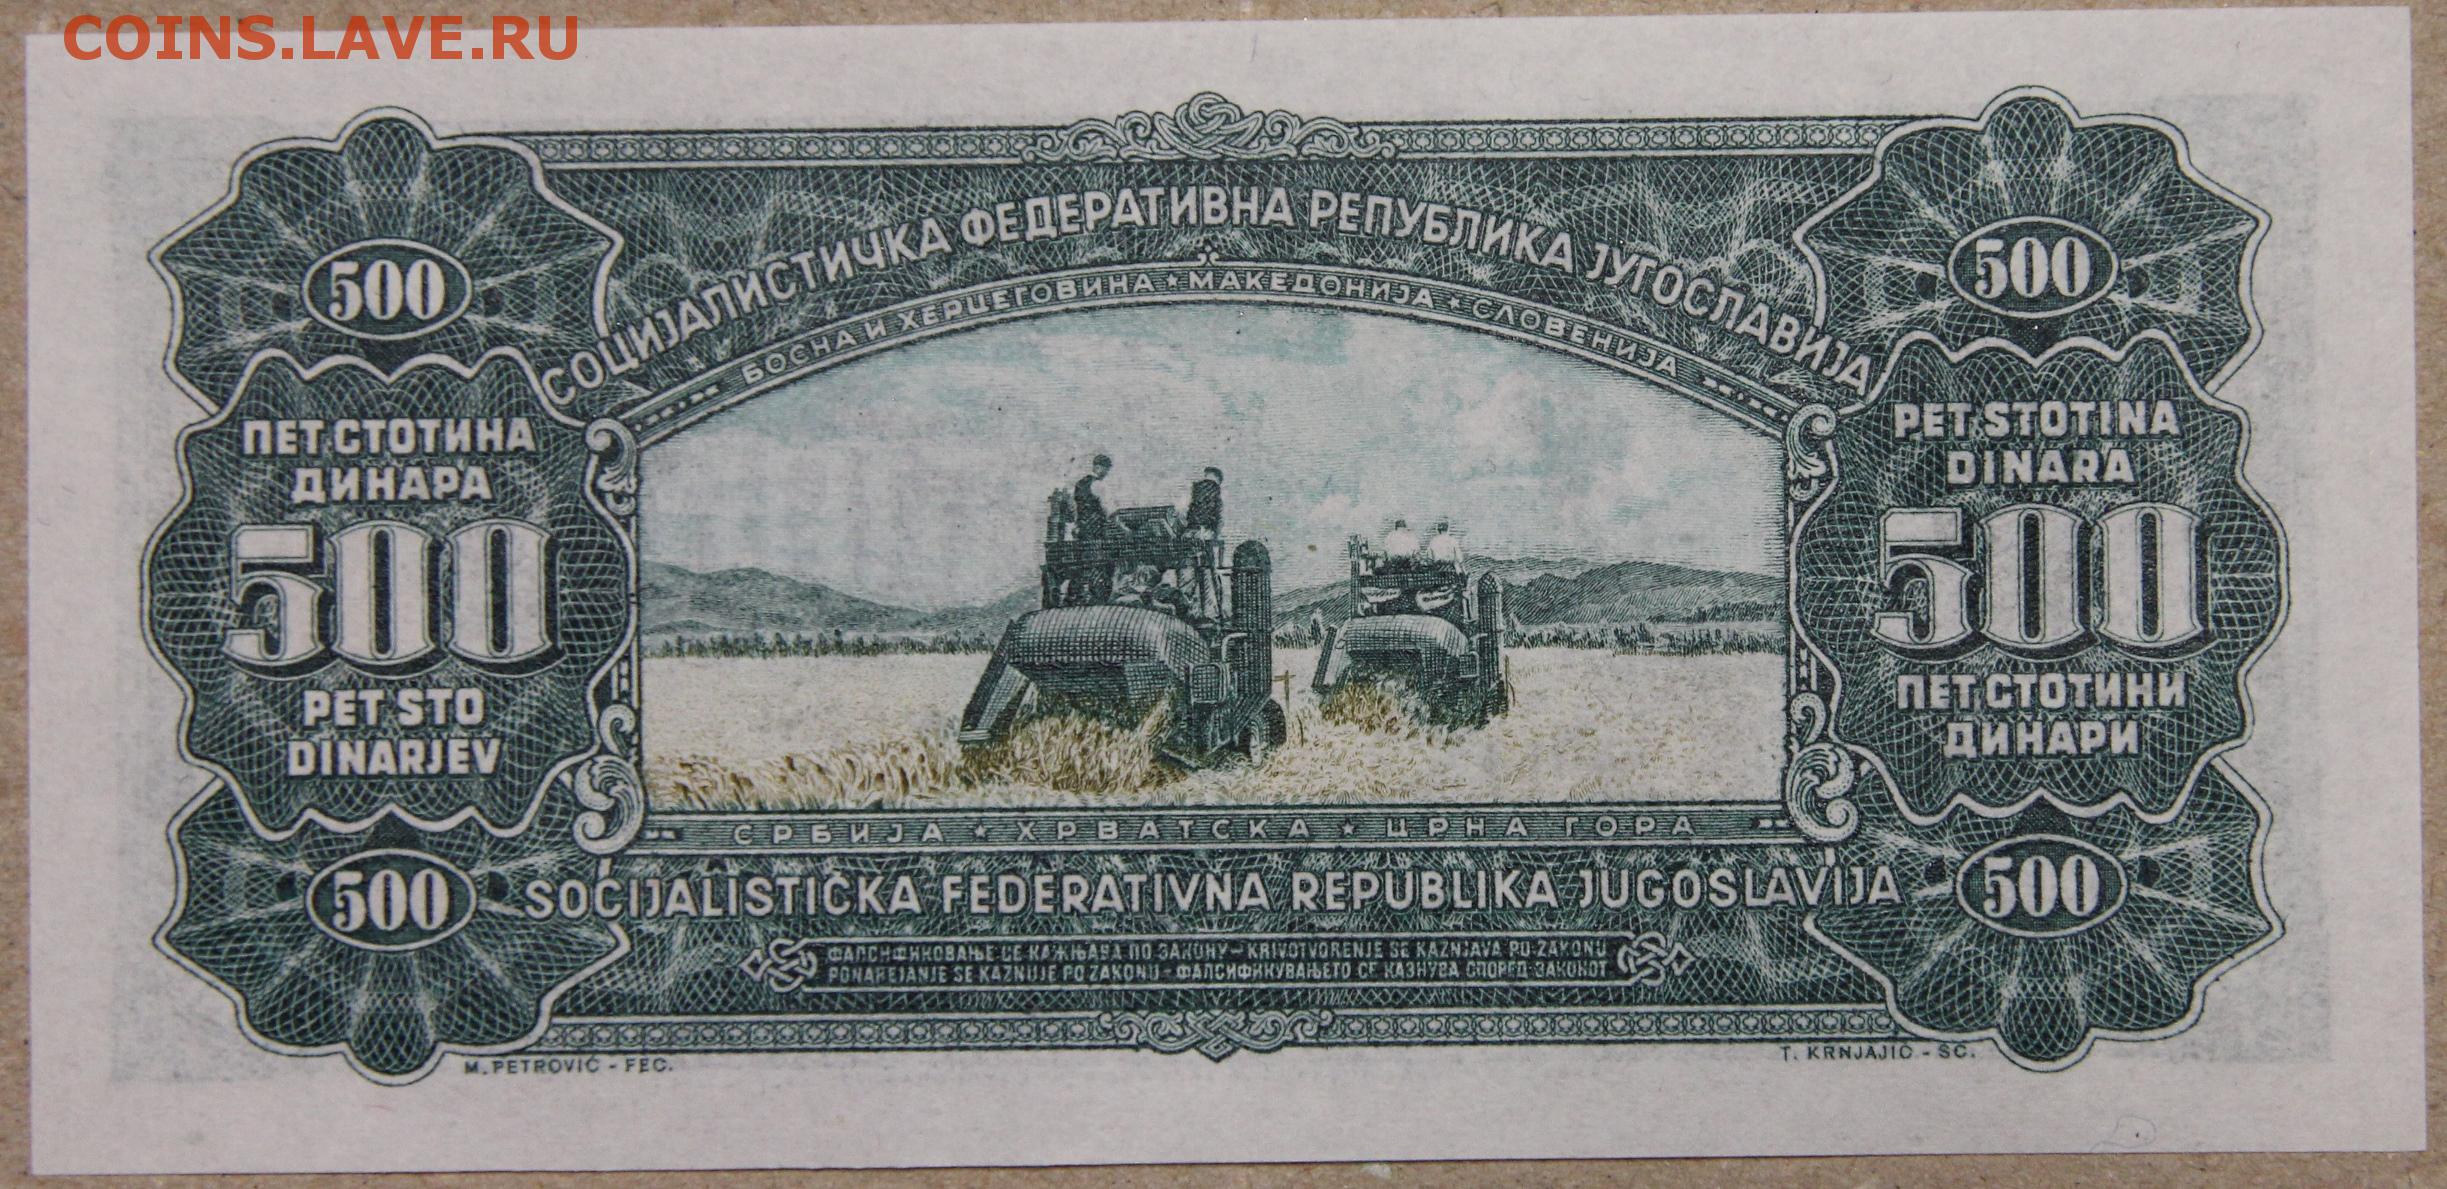 COINS.LAVE.RU
500
500
СОЦИЈАЛИСТИЧКА ФЕДЕРАТИВНА РЕПУБЛИКА ЈУГОСЛАВИЈА
БОСНА И ХЕРЦЕГОВИНА ★ МАКЕДОНИЈА ★ СЛОВЕНИЈА
ПЕТ СТОТИНА
ДИНАРА
500
PET STO
DINARJEV
PET STOTINA
DINARA
500
ПЕТ СТОТИНИ
ДИНАРИ
СРБИЈА ★ ХРВАТСКА ★ ЦРНА ГОРА
500
SOCIJALISTIČKA FEDERATIVNA REPUBLIKA JUGOSLAVIJA
500
ФАЛСИФИКОВАЊЕ СЕ КАЖЊАВА ПО ЗАКОНУ – KRIVOTVORENJE SE KAZNJAVA PO ZAKONU
PONAREJANJE SE KAZNUJE PO ZAKONU – ФАЛСИФИКУВАЊЕТО СЕ КАЗНУВА СПОРЕД ЗАКОНОТ
M. PETROVIĆ - FEC.
T. KRNJAJIĆ - SC.